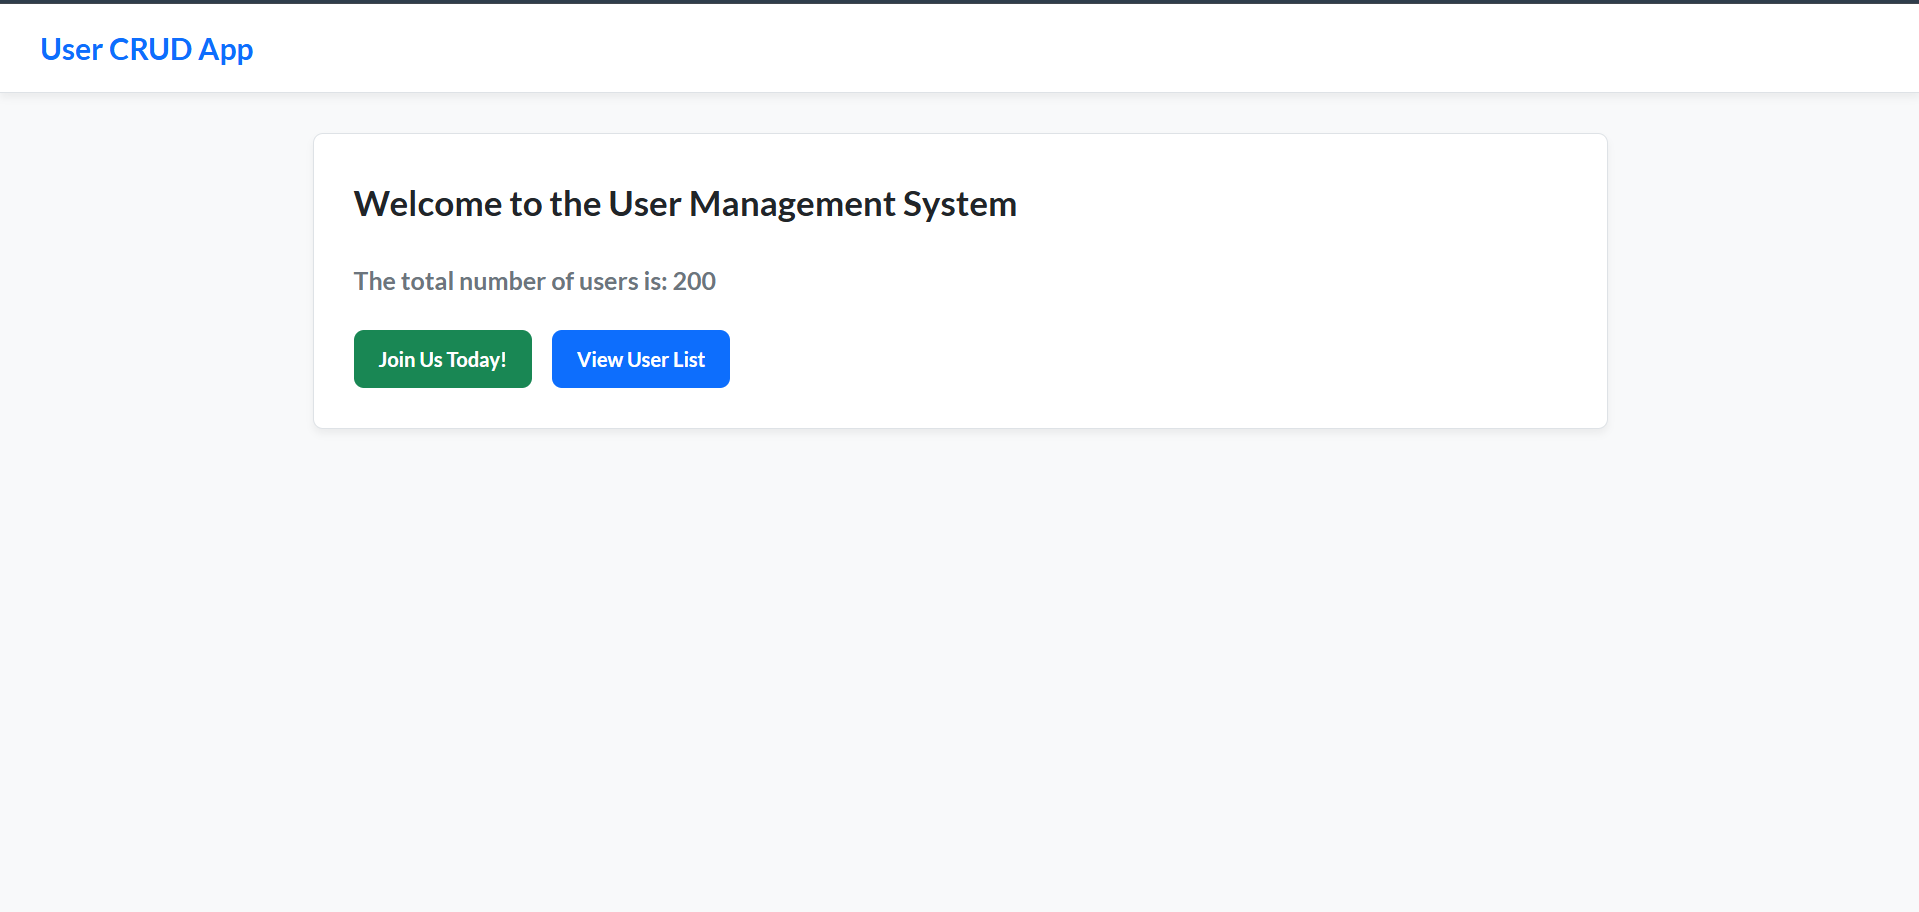 User CRUD App
Welcome to the User Management System
The total number of users is: 200
Join Us Today!
View User List